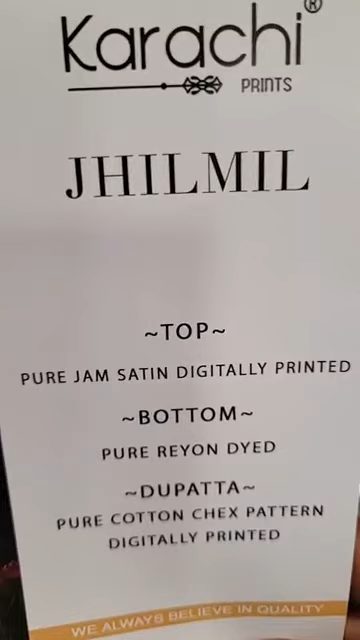 Karachi®
PRINTS
JHILMIL
~TOP~
PURE JAM SATIN DIGITALLY PRINTED
~BOTTOM~
PURE REYON DYED
~DUPATTA~
PURE COTTON CHEX PATTERN
DIGITALLY PRINTED
WE ALWAYS BELIEVE IN QUALITY